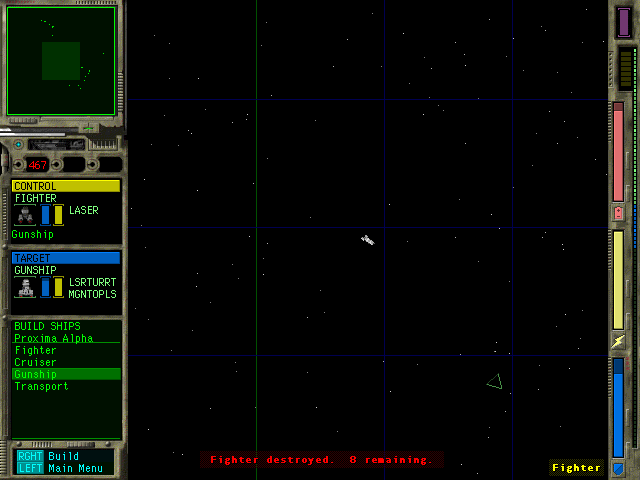 467
CONTROL
FIGHTER
LASER
Gunship
TARGET
GUNSHIP
LSRTURRT
MGNTOPLS
BUILD SHIPS
Proxima Alpha
Fighter
Cruiser
Gunship
Transport
RGHT Build
LEFT Main Menu
Fighter destroyed.  8 remaining.
Fighter